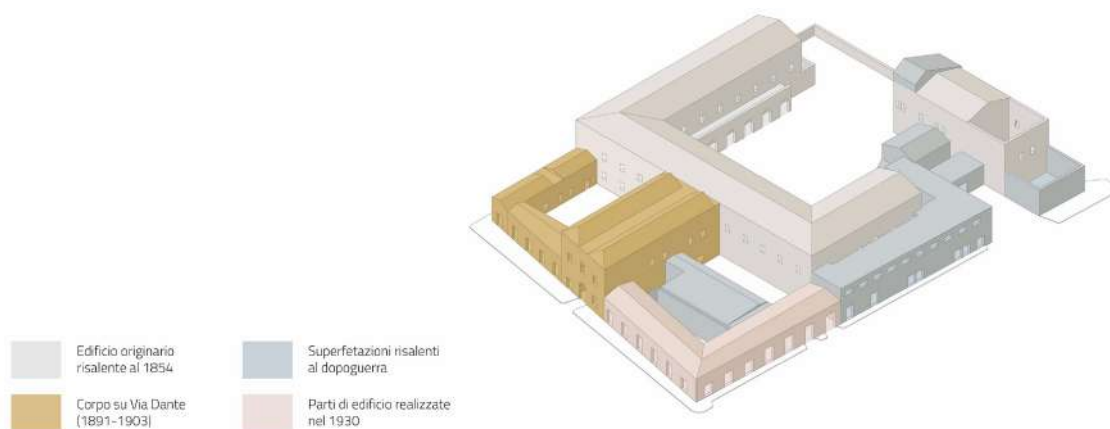 Edificio originario
risalente al 1854
Superfetazioni risalenti
al dopoguerra
Corpo su Via Dante
(1891-1903)
Parti di edificio realizzate
nel 1930